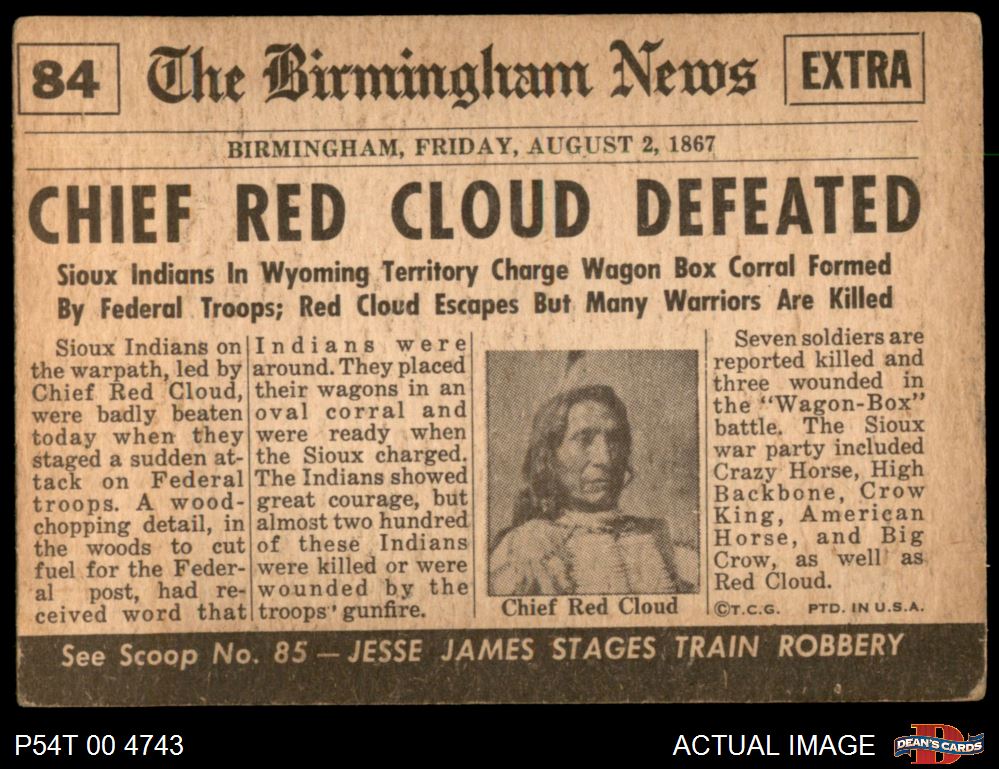 84
The Birmingham News
EXTRA
BIRMINGHAM, FRIDAY, AUGUST 2, 1867
CHIEF RED CLOUD DEFEATED
Sioux Indians In Wyoming Territory Charge Wagon Box Corral Formed
By Federal Troops; Red Cloud Escapes But Many Warriors Are Killed
Sioux Indians on
the warpath, led by
Chief Red Cloud,
were badly beaten
today when they
staged a sudden at-
tack on Federal
troops. A wood-
chopping detail, in
the woods to cut
fuel for the Feder-
al post, had re-
ceived word that
Indians were
around. They placed
their wagons in an
oval corral and
were ready when
the Sioux charged.
The Indians showed
great courage, but
almost two hundred
of these Indians
were killed or were
wounded by the
troops' gunfire.
Chief Red Cloud
Seven soldiers are
reported killed and
three wounded in
the "Wagon-Box"
battle. The Sioux
war party included
Crazy Horse, High
Backbone, Crow
King, American
Horse, and Big
Crow, as well as
Red Cloud.
©T.C.G. PTD. IN U.S.A.
See Scoop No. 85 — JESSE JAMES STAGES TRAIN ROBBERY
P54T 00 4743
ACTUAL IMAGE
DEAN'S CARDS